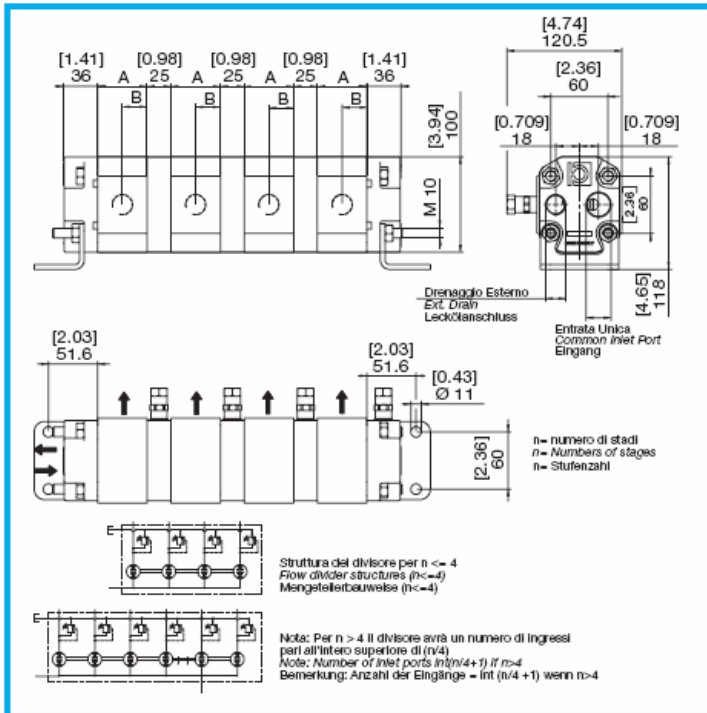 [1.41] [0.98] [0.98] [0.98] [1.41]
36 A 25 A 25 A 25 A 36
B B B B
[3.94]
100
M 10
[4.74]
120.5
[2.36]
60
[0.709] [0.709]
18 18
[2.36]
60
[4.65]
118
Drenaggio Esterno
Ext. Drain
Leckölanschluss
Entrata Unica
Common Inlet Port
Eingang
[2.03] [2.03]
51.6 51.6
[0.43]
Ø 11
[2.36]
60
n= numero di stadi
n= Numbers of stages
n= Stufenzahl
Struttura del divisore per n <= 4
Flow divider structures (n<=4)
Mengeteilerbauweise (n<=4)
Nota: Per n > 4 il divisore avrà un numero di ingressi
pari all'intero superiore di (n/4)
Note: Number of inlet ports int(n/4+1) if n>4
Bemerkung: Anzahl der Eingänge = int (n/4 +1) wenn n>4